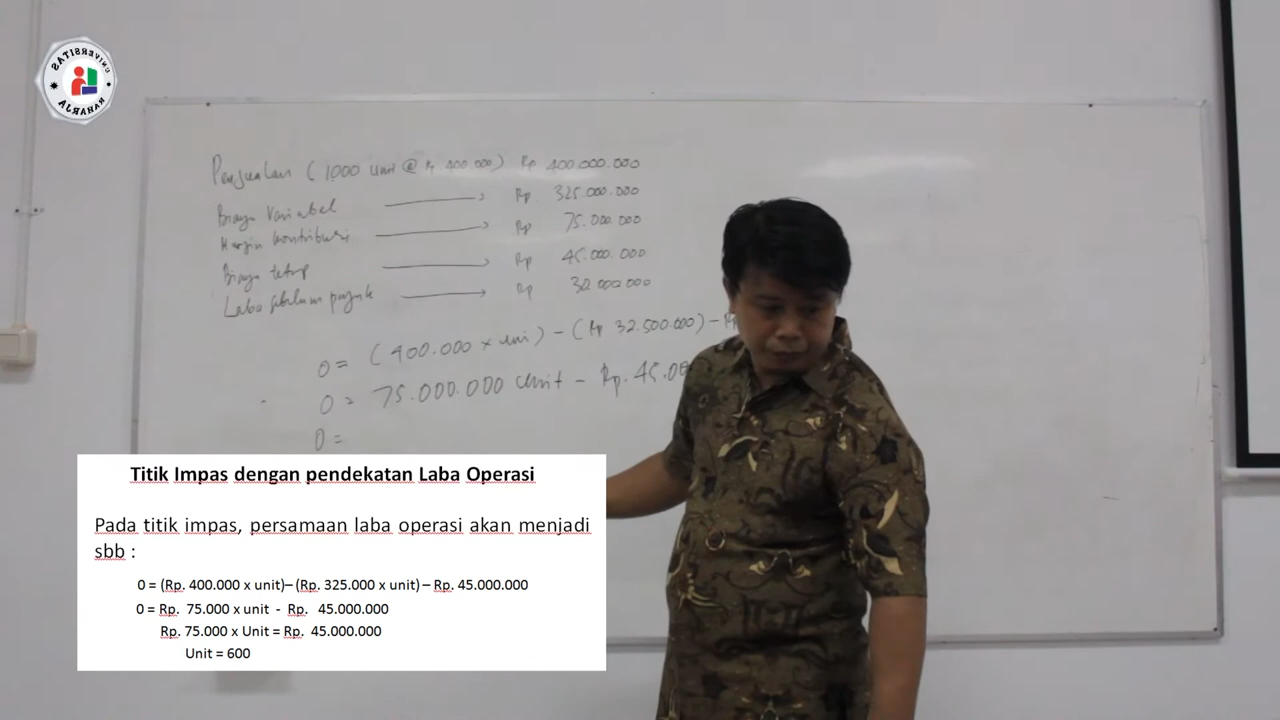 UNIVERSITAS
RAHARJA
Penjualan ( 1000 unit @ Rp 400.000) Rp 400.000.000
Biaya Variabel Rp 325.000.000
Margin kontribusi Rp 75.000.000
Biaya tetap Rp 45.000.000
Laba sebelum pajak Rp 30.000.000
0 = (400.000 x uni) - (Rp 32.500.000) - Rp
0 = 75.000.000 Unit - Rp. 45.00
0 =
Titik Impas dengan pendekatan Laba Operasi
Pada titik impas, persamaan laba operasi akan menjadi
sbb :
0 = (Rp. 400.000 x unit)– (Rp. 325.000 x unit) – Rp. 45.000.000
0 = Rp. 75.000 x unit - Rp. 45.000.000
Rp. 75.000 x Unit = Rp. 45.000.000
Unit = 600